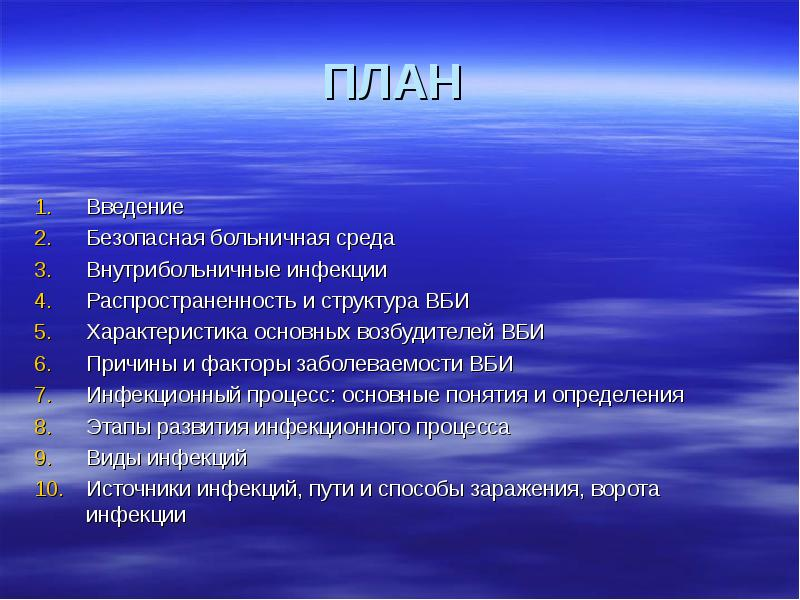 ПЛАН
1. Введение
2. Безопасная больничная среда
3. Внутрибольничные инфекции
4. Распространенность и структура ВБИ
5. Характеристика основных возбудителей ВБИ
6. Причины и факторы заболеваемости ВБИ
7. Инфекционный процесс: основные понятия и определения
8. Этапы развития инфекционного процесса
9. Виды инфекций
10. Источники инфекций, пути и способы заражения, ворота
инфекции